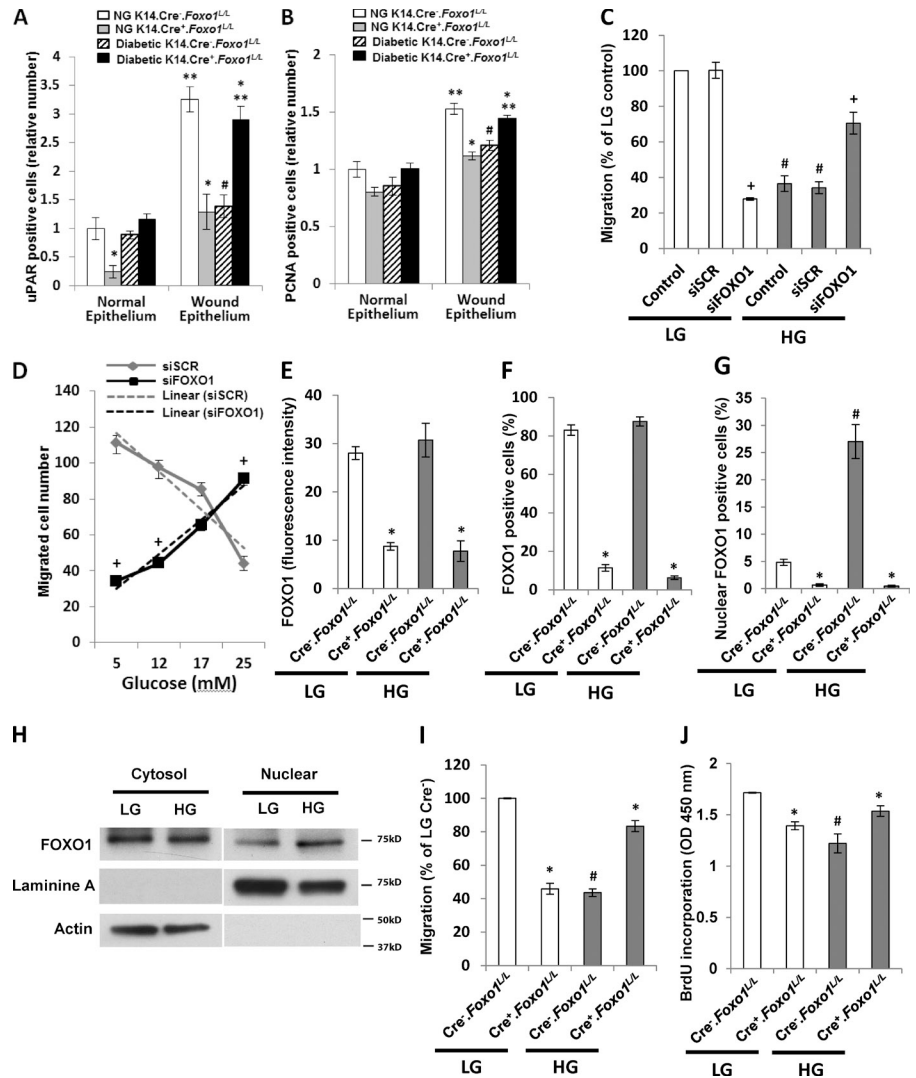 A
NG K14.Cre-.Foxo1L/L
NG K14.Cre+.Foxo1L/L
Diabetic K14.Cre-.Foxo1L/L
Diabetic K14.Cre+.Foxo1L/L
uPAR positive cells (relative number)
4
3.5
3
2.5
2
1.5
1
0.5
0
*
**
*
#
*
**
Normal Epithelium
Wound Epithelium
B
NG K14.Cre-.Foxo1L/L
NG K14.Cre+.Foxo1L/L
Diabetic K14.Cre-.Foxo1L/L
Diabetic K14.Cre+.Foxo1L/L
PCNA positive cells (relative number)
2
1.5
1
0.5
0
**
*
#
*
**
Normal Epithelium
Wound Epithelium
C
Migration (% of LG control)
120
100
80
60
40
20
0
+
#
#
+
Control
siSCR
siFOXO1
Control
siSCR
siFOXO1
LG
HG
D
siSCR
siFOXO1
Linear (siSCR)
Linear (siFOXO1)
Migrated cell number
140
120
100
80
60
40
20
0
+
+
+
5 12 17 25
Glucose (mM)
E
FOXO1 (fluorescence intensity)
40
30
20
10
0
*
*
Cre-.Foxo1L/L
Cre+.Foxo1L/L
Cre-.Foxo1L/L
Cre+.Foxo1L/L
LG
HG
F
FOXO1 positive cells (%)
100
80
60
40
20
0
*
*
Cre-.Foxo1L/L
Cre+.Foxo1L/L
Cre-.Foxo1L/L
Cre+.Foxo1L/L
LG
HG
G
Nuclear FOXO1 positive cells (%)
35
30
25
20
15
10
5
0
*
#
*
Cre-.Foxo1L/L
Cre+.Foxo1L/L
Cre-.Foxo1L/L
Cre+.Foxo1L/L
LG
HG
H
Cytosol Nuclear
LG HG LG HG
FOXO1
75kD
Laminine A
75kD
Actin
50kD
37kD
I
Migration (% of LG Cre-)
120
100
80
60
40
20
0
*
#
*
Cre-.Foxo1L/L
Cre+.Foxo1L/L
Cre-.Foxo1L/L
Cre+.Foxo1L/L
LG
HG
J
BrdU incorporation (OD 450 nm)
2
1.5
1
0.5
0
*
#
*
Cre-.Foxo1L/L
Cre+.Foxo1L/L
Cre-.Foxo1L/L
Cre+.Foxo1L/L
LG
HG